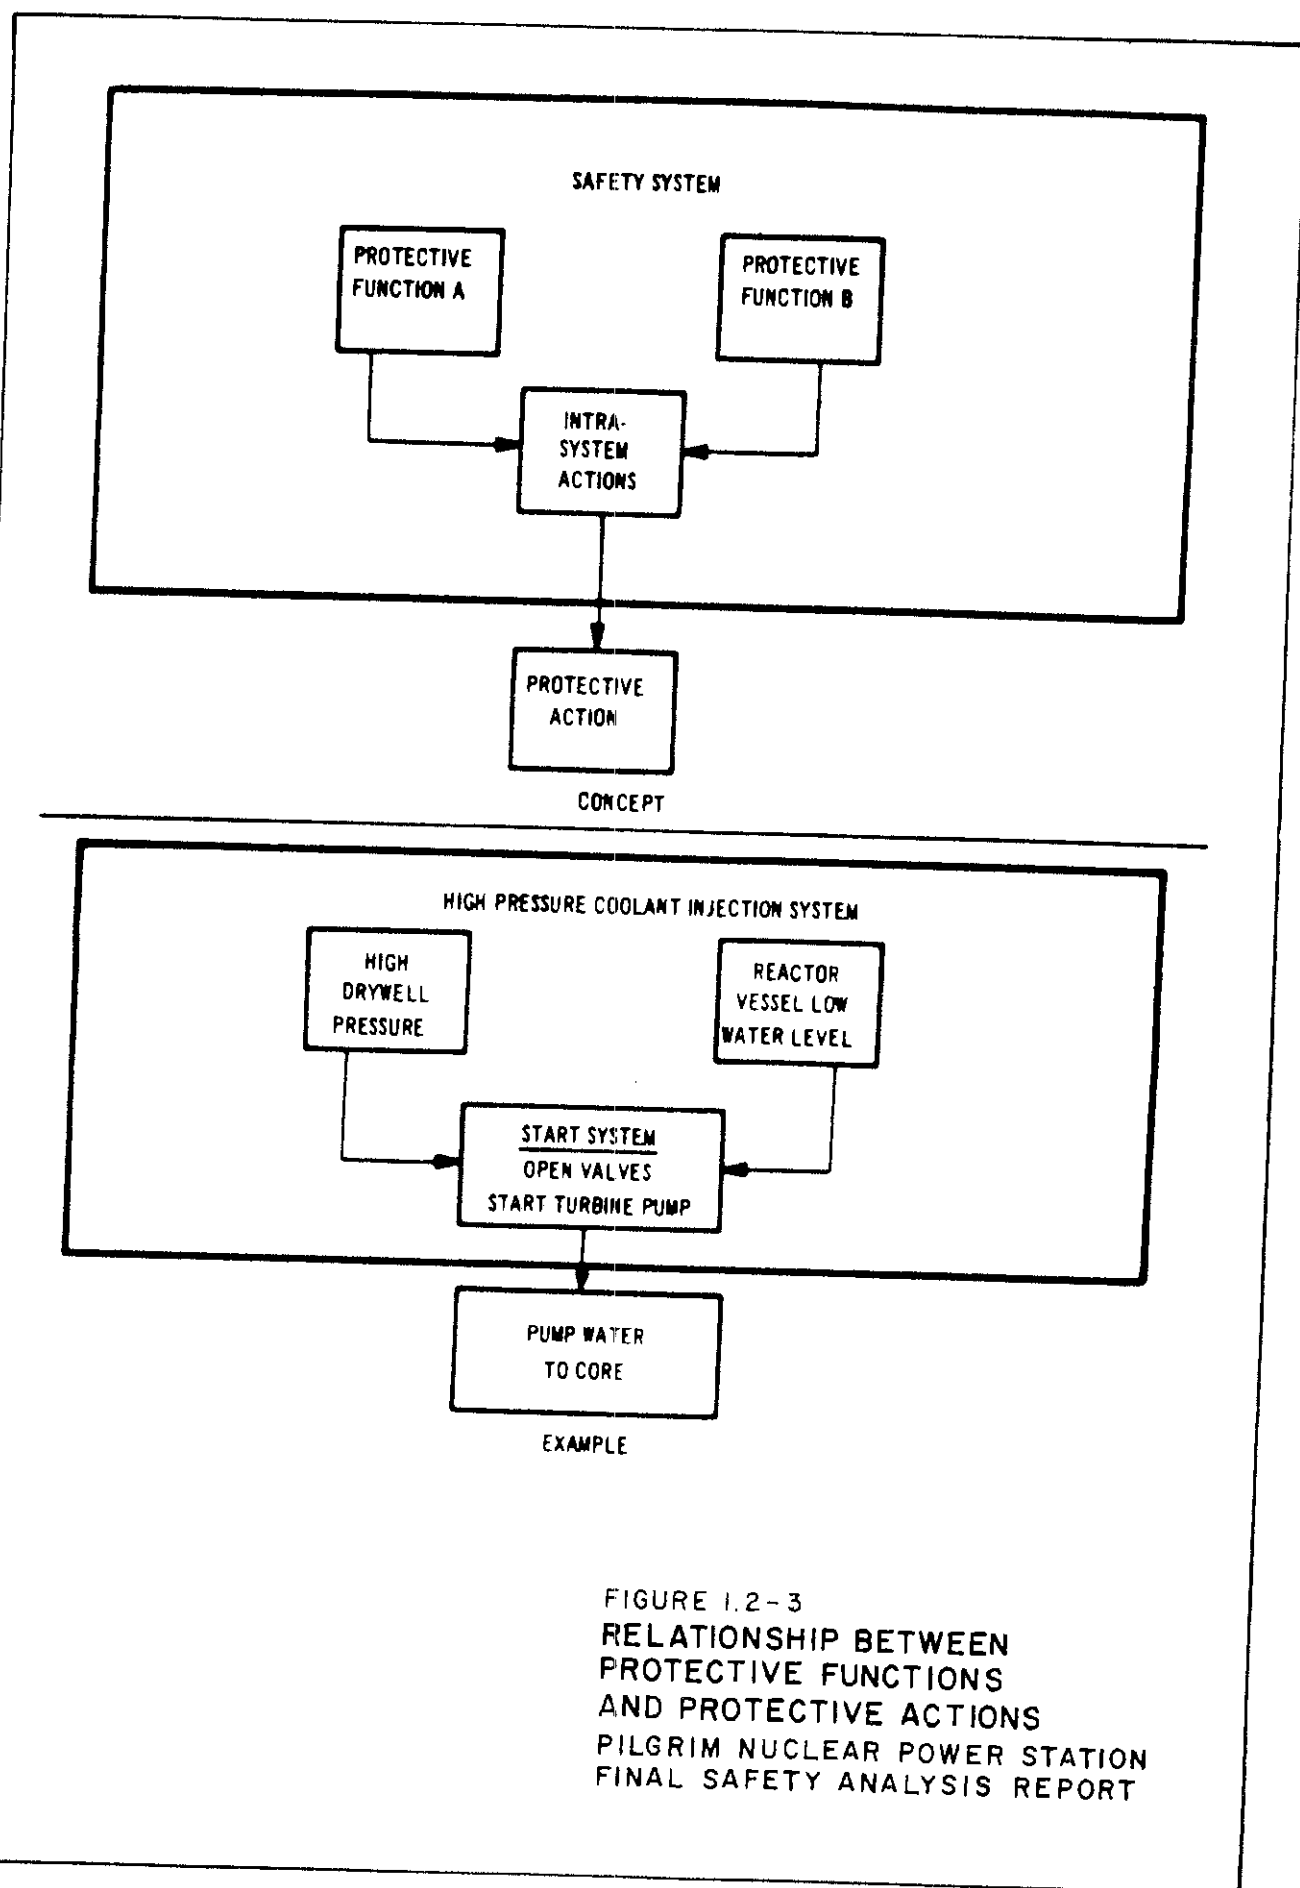 SAFETY SYSTEM
PROTECTIVE
FUNCTION A
PROTECTIVE
FUNCTION B
INTRA-
SYSTEM
ACTIONS
PROTECTIVE
ACTION
CONCEPT
HIGH PRESSURE COOLANT INJECTION SYSTEM
HIGH
DRYWELL
PRESSURE
REACTOR
VESSEL LOW
WATER LEVEL
START SYSTEM
OPEN VALVES
START TURBINE PUMP
PUMP WATER
TO CORE
EXAMPLE
FIGURE 1.2-3
RELATIONSHIP BETWEEN
PROTECTIVE FUNCTIONS
AND PROTECTIVE ACTIONS
PILGRIM NUCLEAR POWER STATION
FINAL SAFETY ANALYSIS REPORT